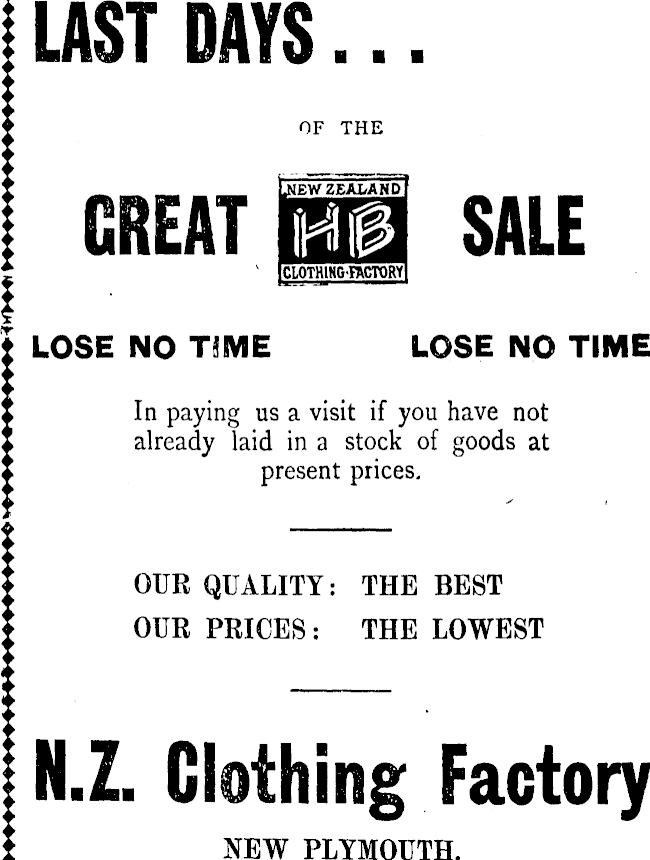 LAST DAYS . . .
OF THE
GREAT
NEW ZEALAND
HB
CLOTHING·FACTORY
SALE
LOSE NO TIME LOSE NO TIME
In paying us a visit if you have not
already laid in a stock of goods at
present prices.
OUR QUALITY: THE BEST
OUR PRICES: THE LOWEST
N.Z. Clothing Factory
NEW PLYMOUTH.